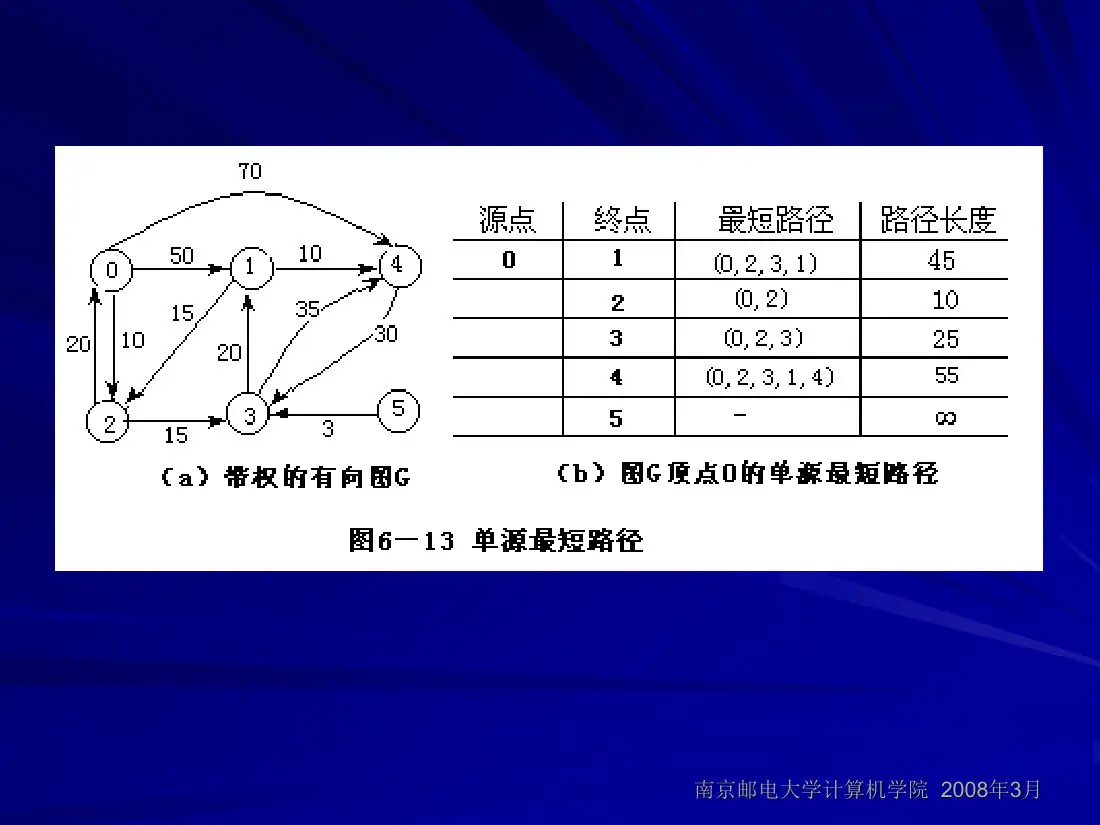 70
0 50 1 10 4
20 10 15 20 35 30
2 15 3 3 5
(a)带权的有向图G
源点 终点 最短路径 路径长度
0 1 (0,2,3,1) 45
2 (0,2) 10
3 (0,2,3) 25
4 (0,2,3,1,4) 55
5 - ∞
(b)图G顶点0的单源最短路径
图6-13 单源最短路径
南京邮电大学计算机学院 2008年3月